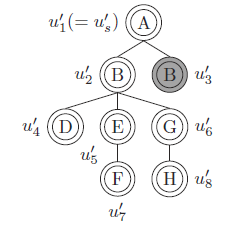 u′₁(= u′ₛ) A
u′₂ B B u′₃
u′₄ D E G u′₆
u′₅
F H u′₈
u′₇